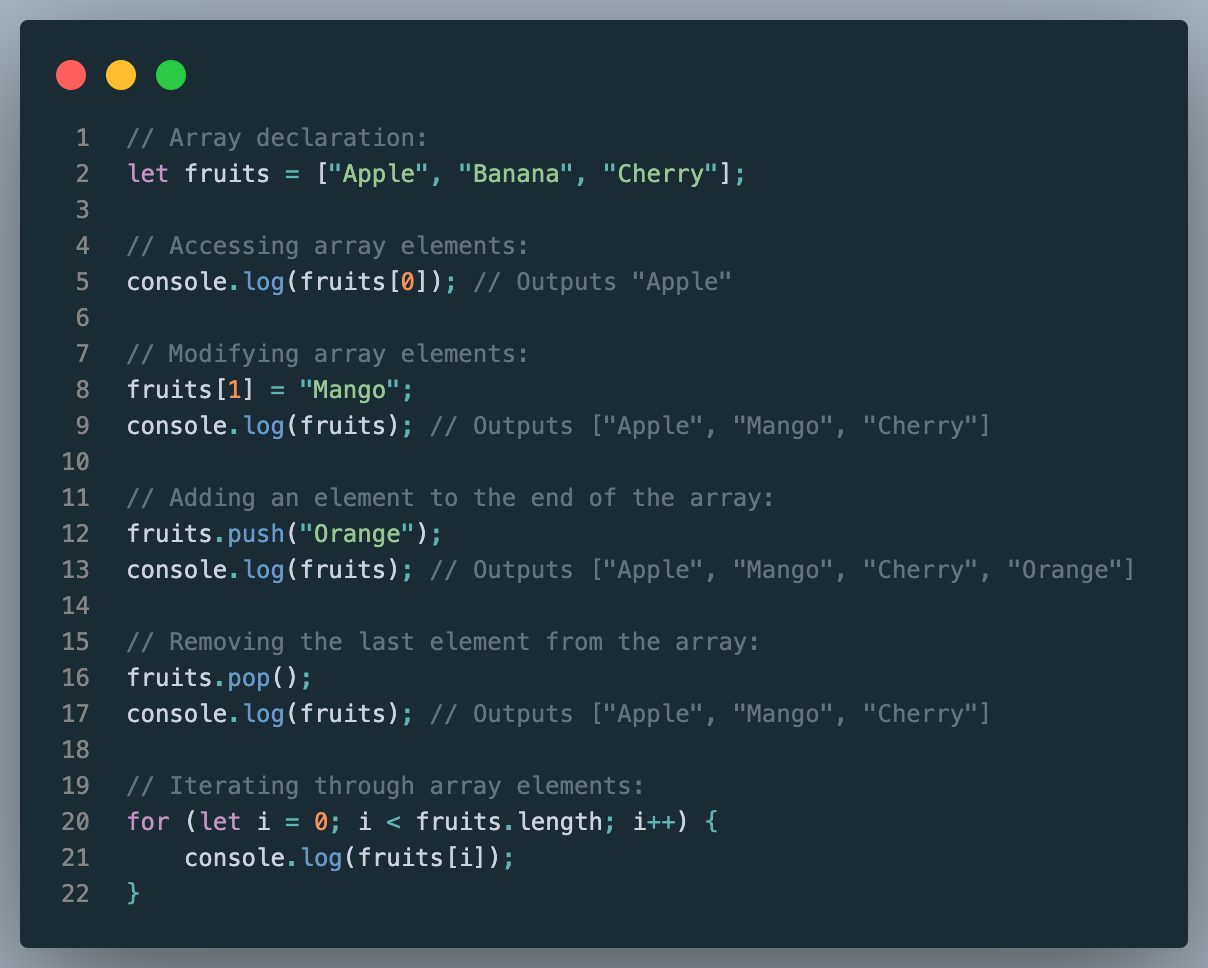 1 // Array declaration:
2 let fruits = ["Apple", "Banana", "Cherry"];
3
4 // Accessing array elements:
5 console.log(fruits[0]); // Outputs "Apple"
6
7 // Modifying array elements:
8 fruits[1] = "Mango";
9 console.log(fruits); // Outputs ["Apple", "Mango", "Cherry"]
10
11 // Adding an element to the end of the array:
12 fruits.push("Orange");
13 console.log(fruits); // Outputs ["Apple", "Mango", "Cherry", "Orange"]
14
15 // Removing the last element from the array:
16 fruits.pop();
17 console.log(fruits); // Outputs ["Apple", "Mango", "Cherry"]
18
19 // Iterating through array elements:
20 for (let i = 0; i < fruits.length; i++) {
21     console.log(fruits[i]);
22 }